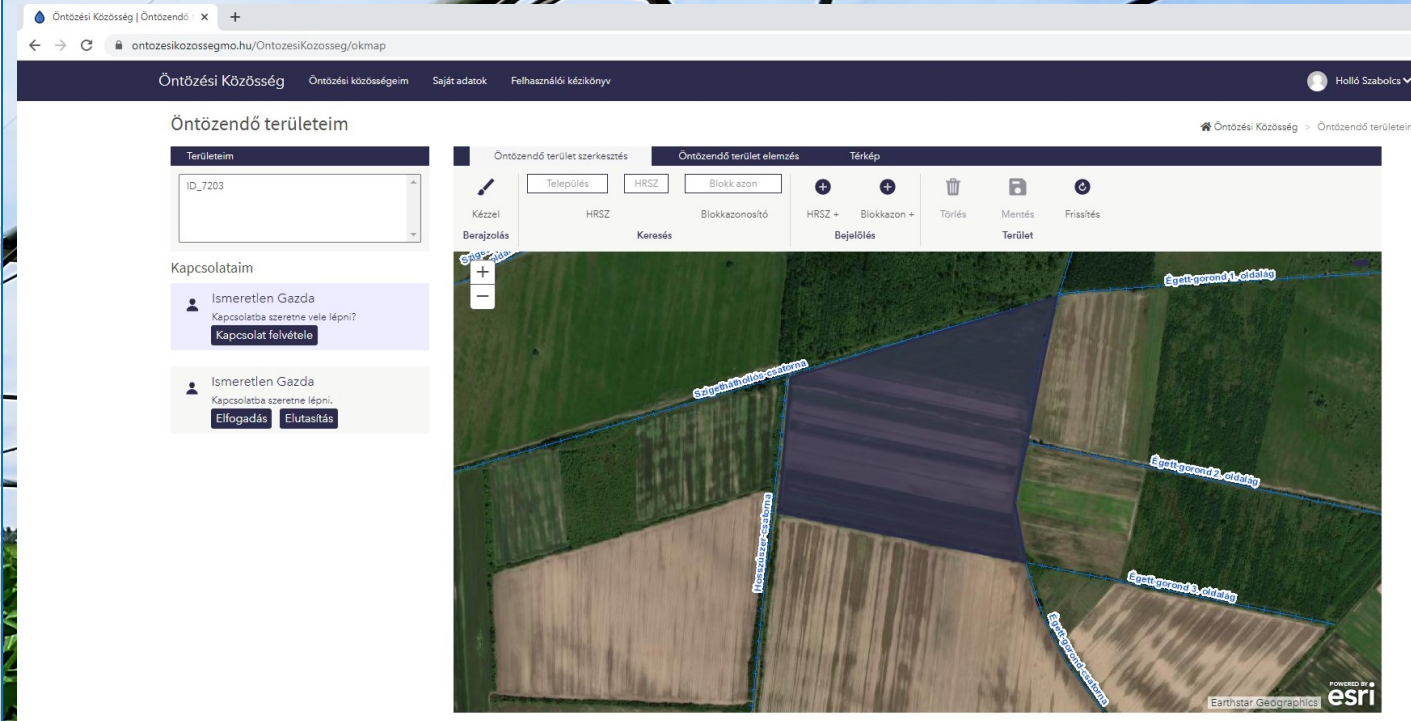 Öntözési Közösség | Öntözendő
ontozesikozossegmo.hu/OntozesiKozosseg/okmap
Öntözési Közösség Öntözési közösségeim Saját adatok Felhasználói kézikönyv Holló Szabolcs
Öntözendő területeim
Öntözési Közösség > Öntözendő területeim
Területeim
ID_7203
Öntözendő terület szerkesztés Öntözendő terület elemzés Térkép
Település HRSZ Blokk azon
Kézzel HRSZ Blokkazonosító HRSZ + Blokkazon + Törlés Mentés Frissítés
Berajzolás Keresés Bejelölés Terület
Kapcsolataim
Ismeretlen Gazda
Kapcsolatba szeretne vele lépni?
Kapcsolat felvétele
Ismeretlen Gazda
Kapcsolatba szeretne lépni.
Elfogadás Elutasítás
+
−
Égett-gorond 1. oldalág
Szigetháthollós-csatorna
Égett-gorond 2. oldalág
Hosszúszer-csatorna
Égett-gorond 3. oldalág
Égett-gorond-csatorna
Earthstar Geographics
POWERED BY
esri